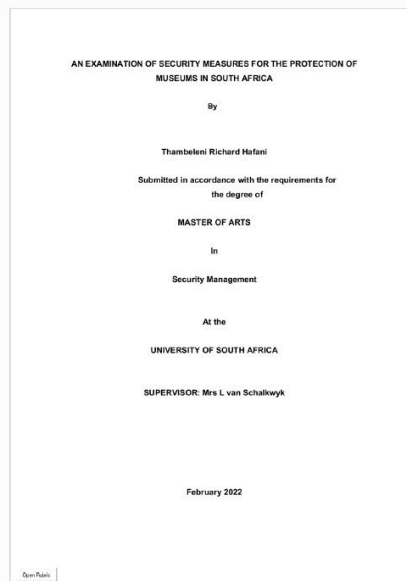 AN EXAMINATION OF SECURITY MEASURES FOR THE PROTECTION OF
MUSEUMS IN SOUTH AFRICA
By
Thambeleni Richard Hafani
Submitted in accordance with the requirements for
the degree of
MASTER OF ARTS
In
Security Management
At the
UNIVERSITY OF SOUTH AFRICA
SUPERVISOR: Mrs L van Schalkwyk
February 2022
Open Rubric